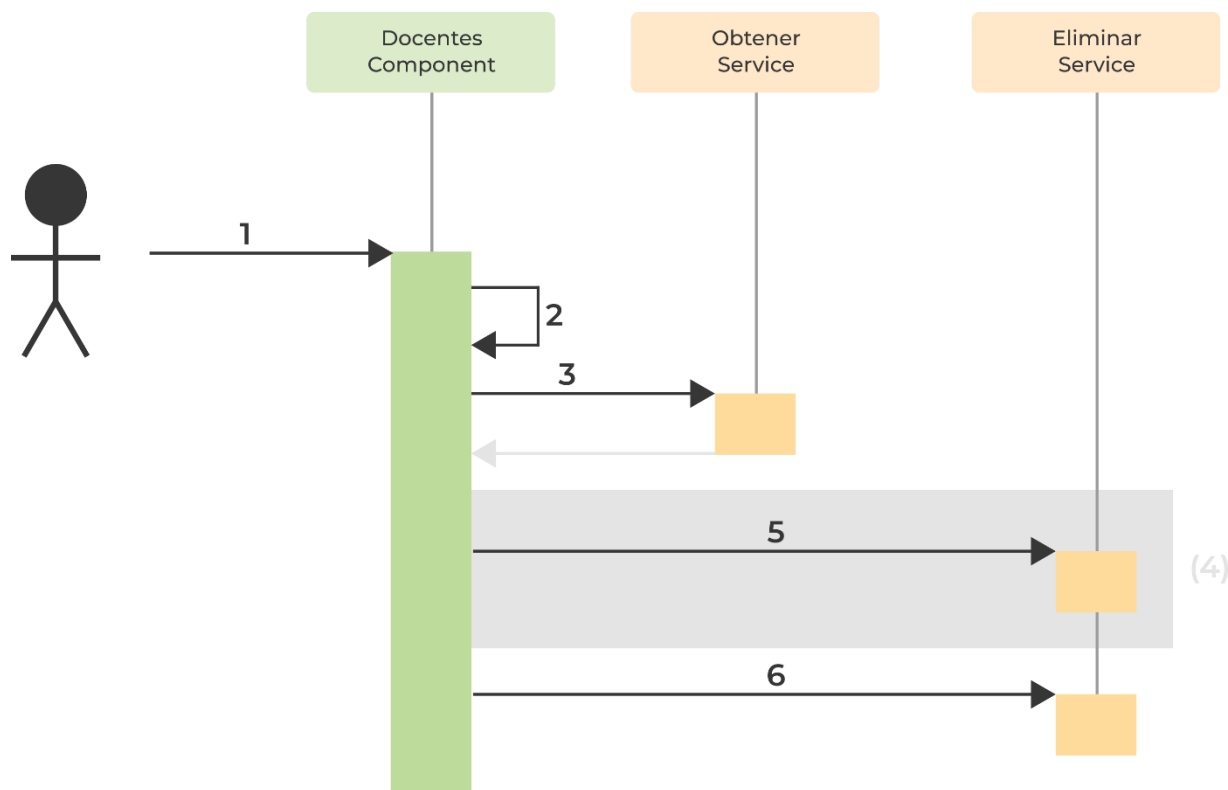 Docentes
Component
Obtener
Service
Eliminar
Service
1
2
3
5
(4)
6